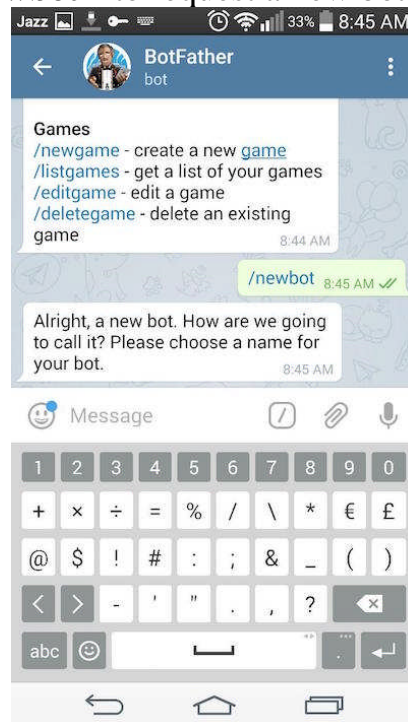 Jazz 33% 8:45 AM
BotFather
bot
Games
/newgame - create a new game
/listgames - get a list of your games
/editgame - edit a game
/deletegame - delete an existing
game
8:44 AM
/newbot 8:45 AM
Alright, a new bot. How are we going
to call it? Please choose a name for
your bot.
8:45 AM
Message /
1 2 3 4 5 6 7 8 9 0
+ × ÷ = % / \ * € £
@ $ ! # : ; & _ ( )
< > - ' " . , ?
abc .